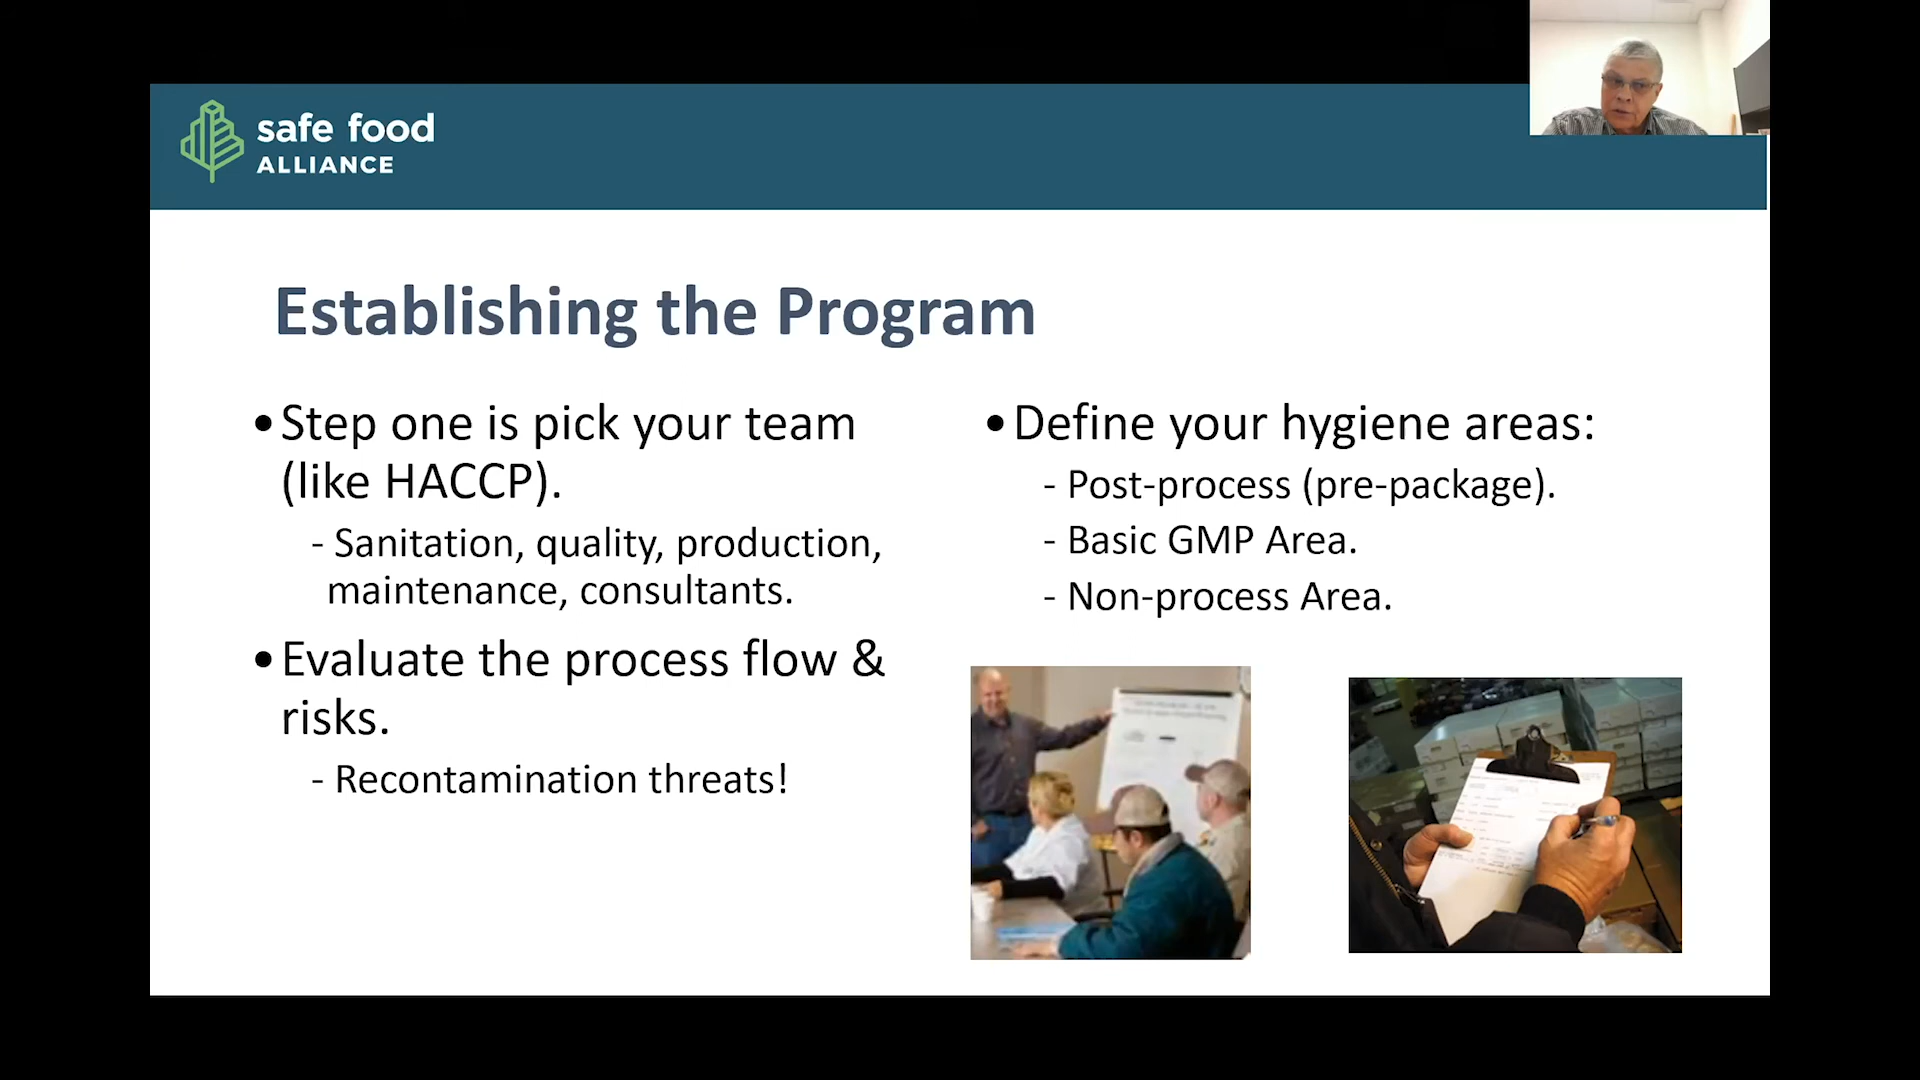 safe food
ALLIANCE
Establishing the Program
•Step one is pick your team
(like HACCP).
- Sanitation, quality, production,
maintenance, consultants.
•Evaluate the process flow &
risks.
- Recontamination threats!
•Define your hygiene areas:
- Post-process (pre-package).
- Basic GMP Area.
- Non-process Area.